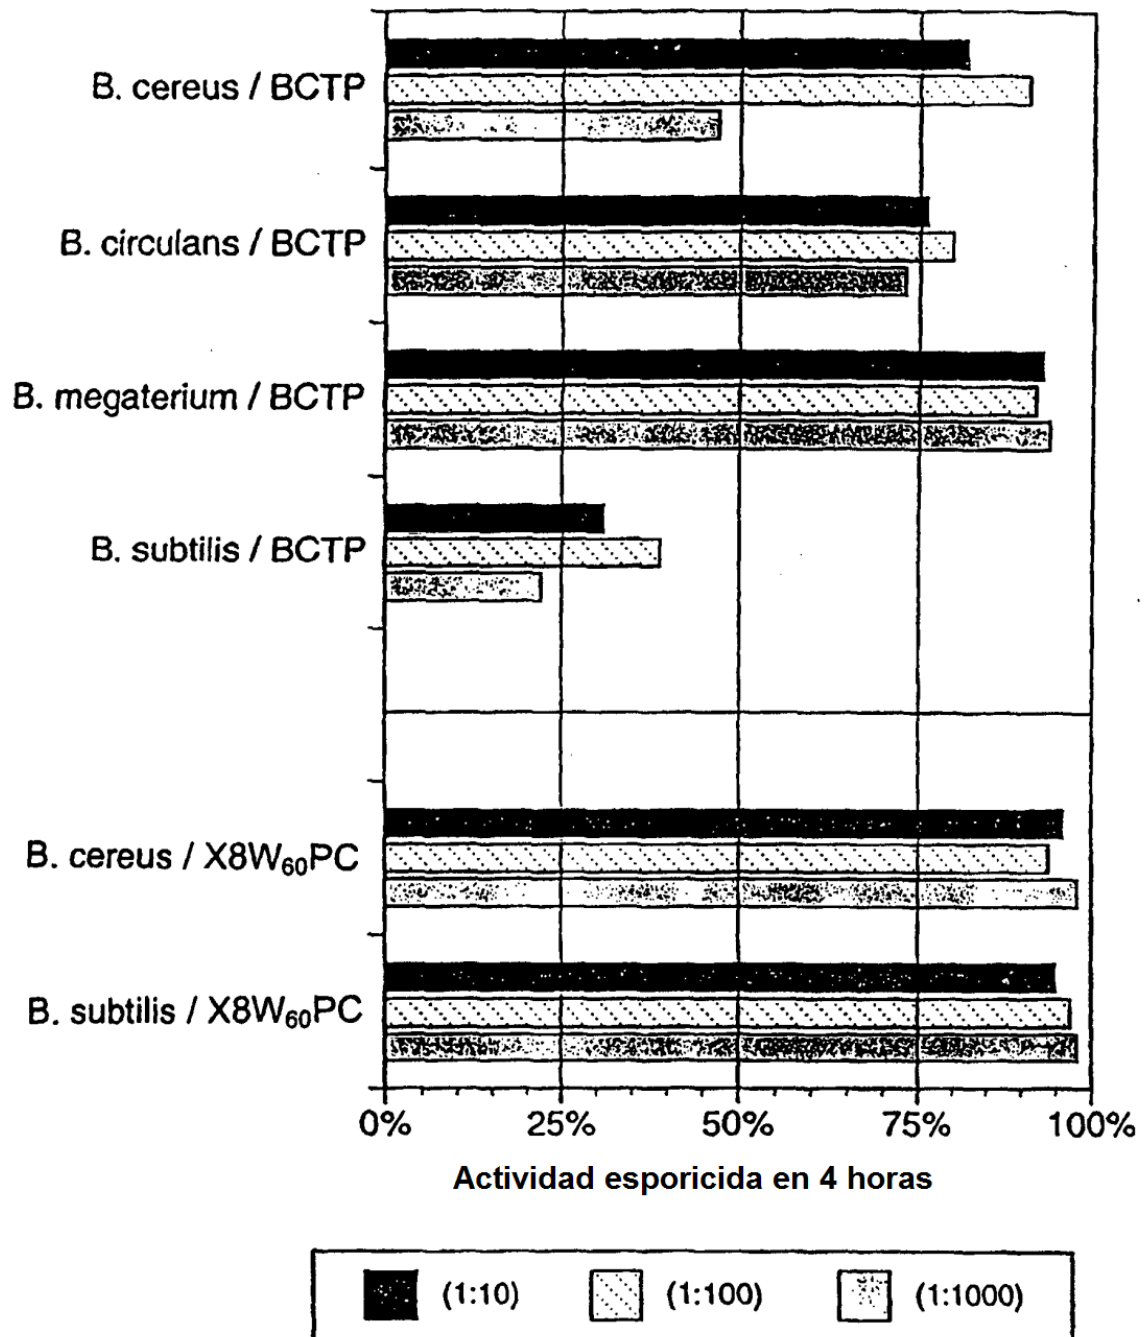 B. cereus / BCTP
B. circulans / BCTP
B. megaterium / BCTP
B. subtilis / BCTP
B. cereus / X8W₆₀PC
B. subtilis / X8W₆₀PC
0% 25% 50% 75% 100%
Actividad esporicida en 4 horas
(1:10) (1:100) (1:1000)